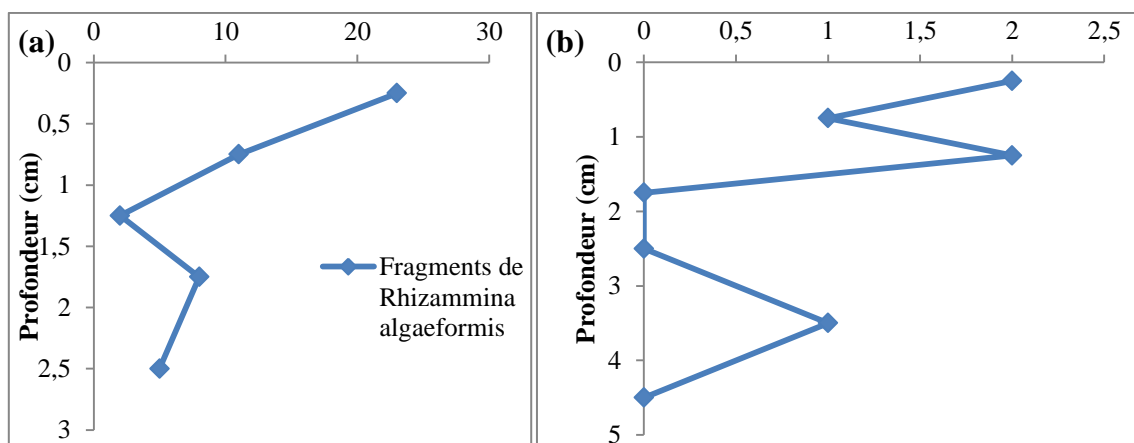 (a)
0 10 20 30
0
0,5
1
1,5
2
2,5
3
Profondeur (cm)
Fragments de
Rhizammina
algaeformis
(b)
0 0,5 1 1,5 2 2,5
0
1
2
3
4
5
Profondeur (cm)